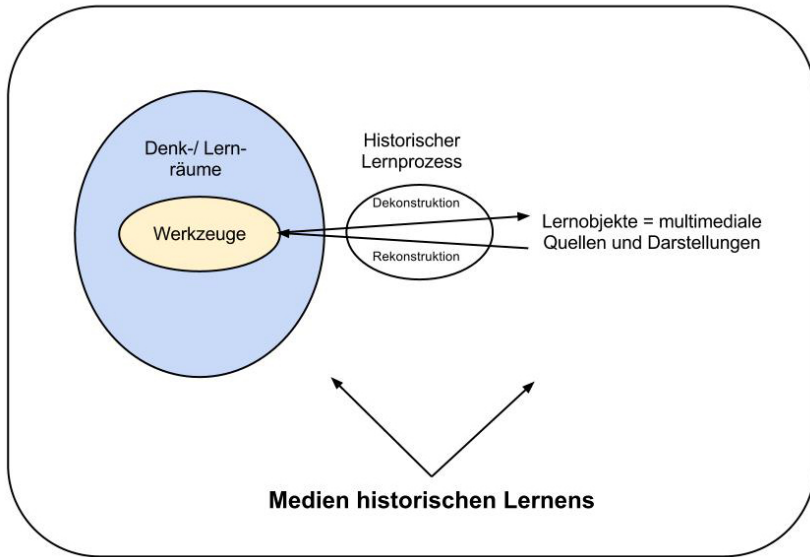 Denk-/ Lern-
räume
Werkzeuge
Historischer
Lernprozess
Dekonstruktion
Rekonstruktion
Lernobjekte = multimediale
Quellen und Darstellungen
Medien historischen Lernens